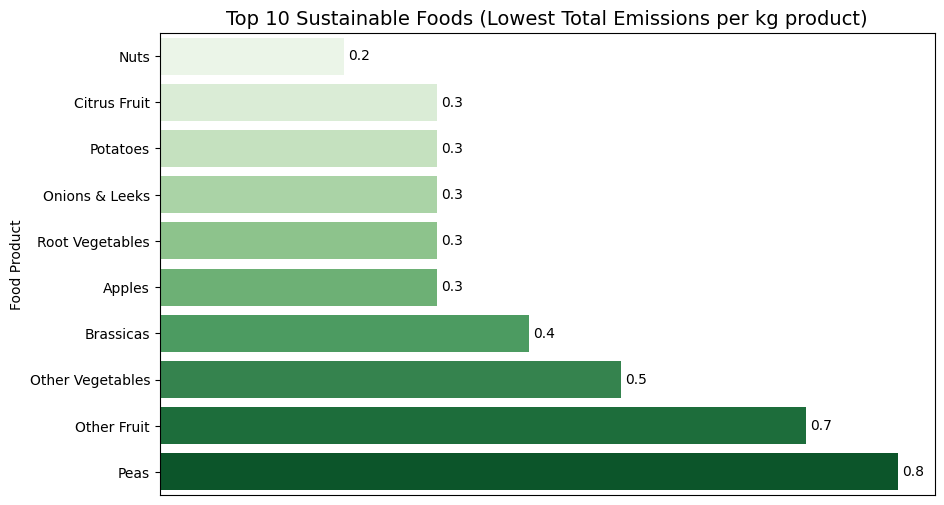 Top 10 Sustainable Foods (Lowest Total Emissions per kg product)
Food Product
Nuts 0.2
Citrus Fruit 0.3
Potatoes 0.3
Onions & Leeks 0.3
Root Vegetables 0.3
Apples 0.3
Brassicas 0.4
Other Vegetables 0.5
Other Fruit 0.7
Peas 0.8